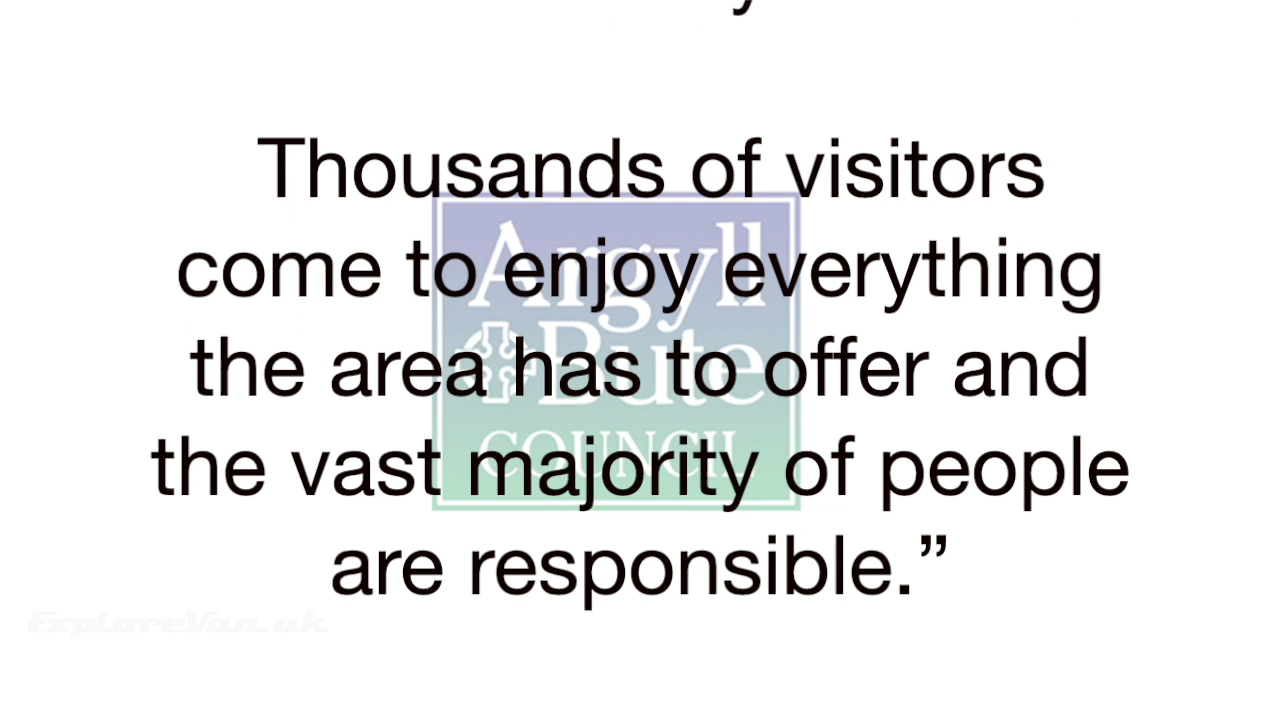 Thousands of visitors
come to enjoy everything
the area has to offer and
the vast majority of people
are responsible.”
Argyll
Bute
COUNCIL
ExploreVan.uk